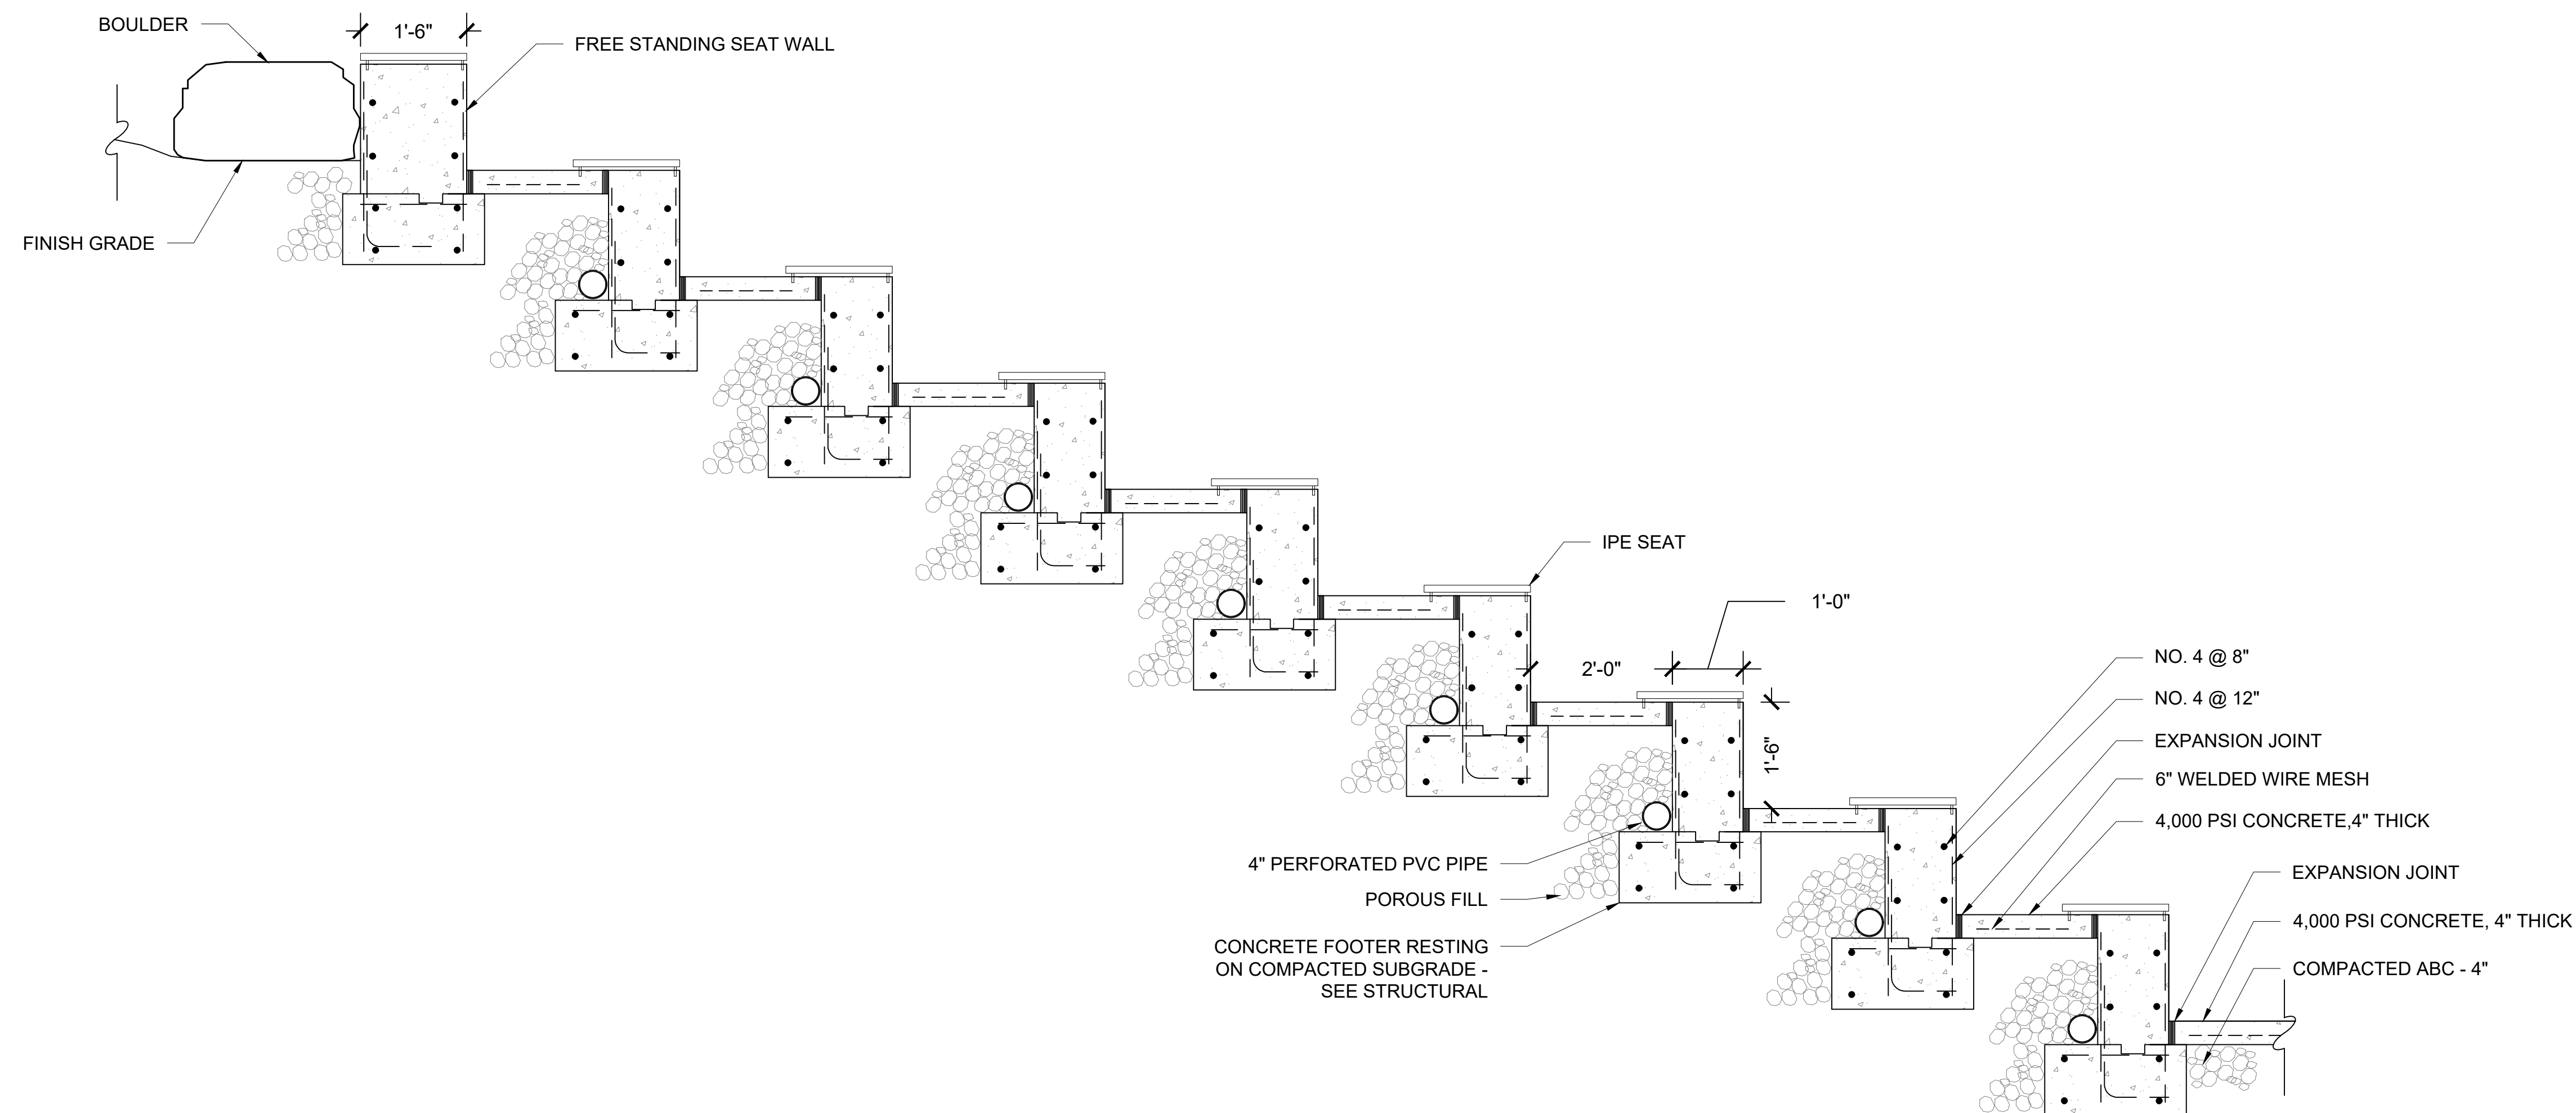 BOULDER
1'-6"
FREE STANDING SEAT WALL
FINISH GRADE
IPE SEAT
1'-0"
2'-0"
1'-6"
NO. 4 @ 8"
NO. 4 @ 12"
EXPANSION JOINT
6" WELDED WIRE MESH
4,000 PSI CONCRETE,4" THICK
4" PERFORATED PVC PIPE
POROUS FILL
CONCRETE FOOTER RESTING
ON COMPACTED SUBGRADE -
SEE STRUCTURAL
EXPANSION JOINT
4,000 PSI CONCRETE, 4" THICK
COMPACTED ABC - 4"